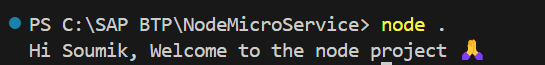 PS C:\SAP BTP\NodeMicroService> node .
Hi Soumik, Welcome to the node project 🙏